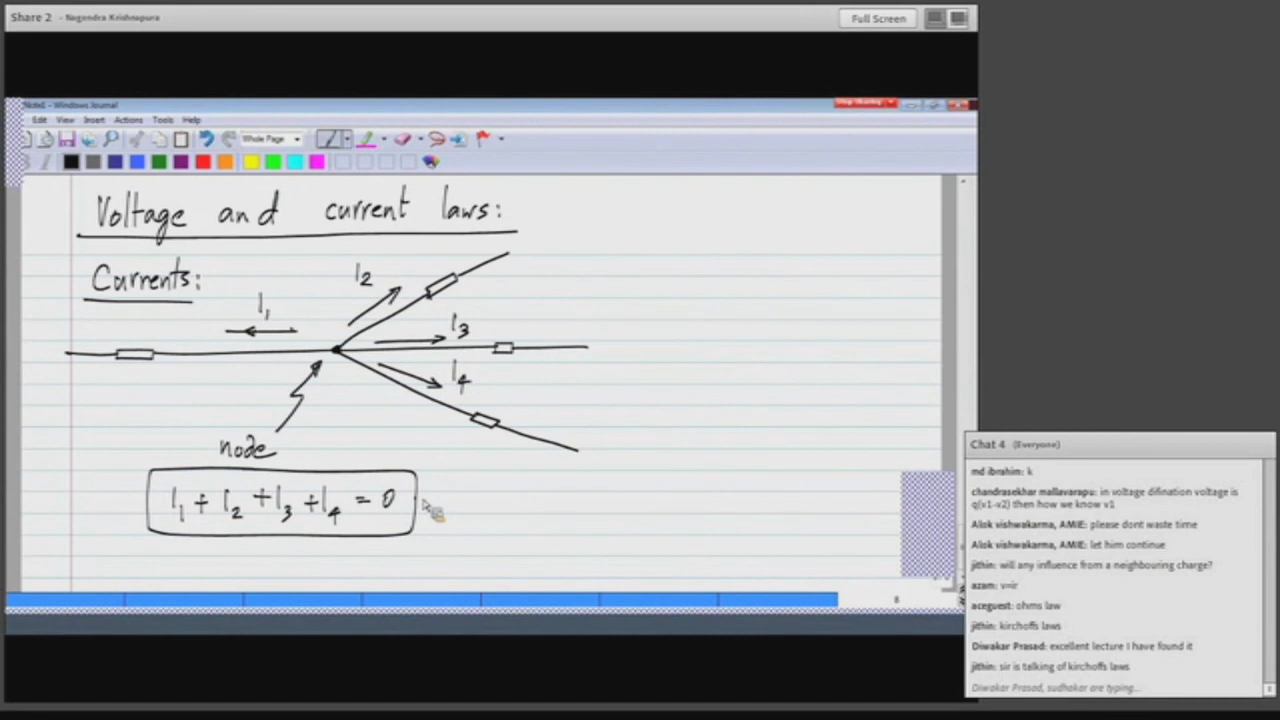 Share 2 - Nagendra Krishnapura
Full Screen
Note1 - Windows Journal
Edit View Insert Actions Tools Help
Whole Page
Voltage and current laws:
Currents:
I2
I1
I3
I4
node
I1 + I2 + I3 + I4 = 0
8
Chat 4 (Everyone)
md ibrahim: k
chandrasekhar mallavarapu: in voltage difination voltage is
q(v1-v2) then how we know v1
Alok vishwakarma, AMIE: please dont waste time
Alok vishwakarma, AMIE: let him continue
jithin: will any influence from a neighbouring charge?
azam: v=ir
aceguest: ohms law
jithin: kirchoffs laws
Diwakar Prasad: excellent lecture I have found it
jithin: sir is talking of kirchoffs laws
Diwakar Prasad, sudhakar are typing...